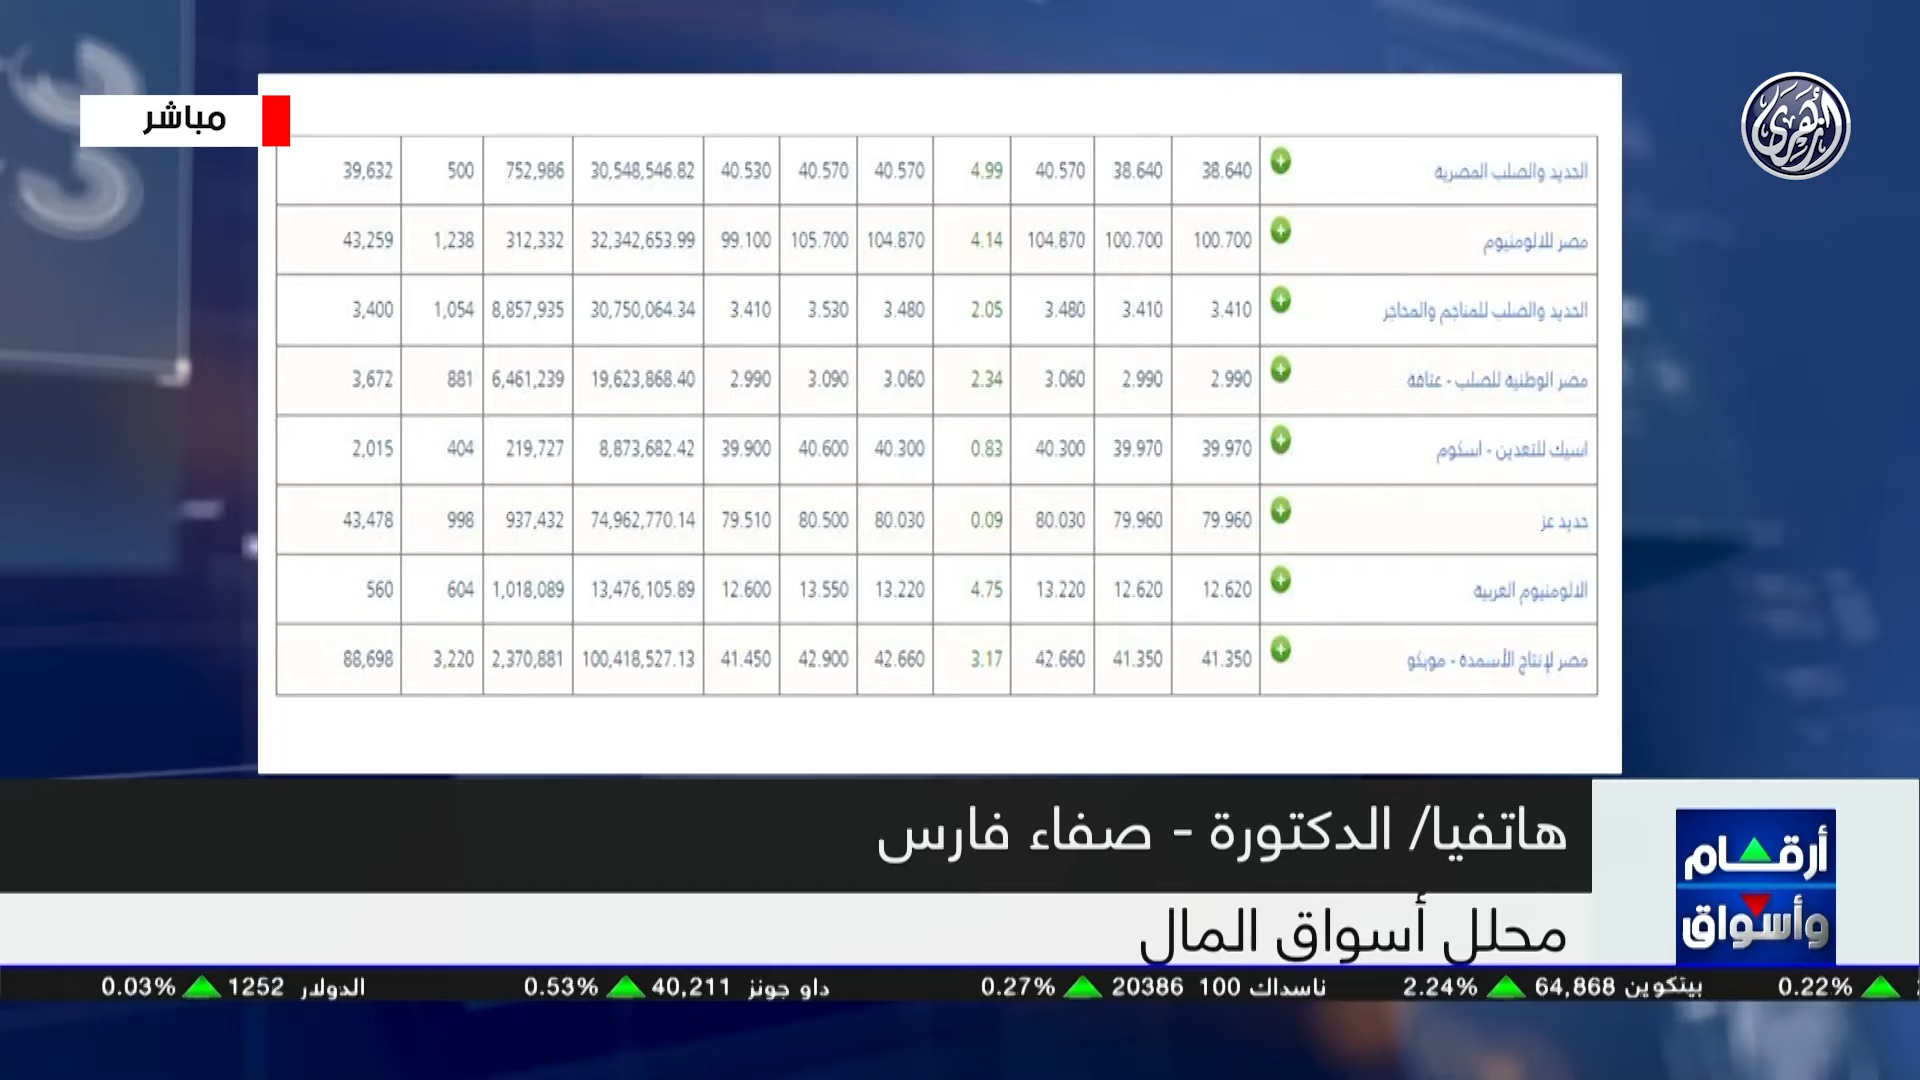 مباشر
أزهري
الحديد والصلب المصرية 38.640 38.640 40.570 4.99 40.570 40.570 40.530 30,548,546.82 752,986 500 39,632
مصر للالومنيوم 100.700 100.700 104.870 4.14 104.870 105.700 99.100 32,342,653.99 312,332 1,238 43,259
الحديد والصلب للمناجم والمحاجر 3.410 3.410 3.480 2.05 3.480 3.530 3.410 30,750,064.34 8,857,935 1,054 3,400
مصر الوطنية للصلب - عتاقة 2.990 2.990 3.060 2.34 3.060 3.090 2.990 19,623,868.40 6,461,239 881 3,672
اسيك للتعدين - اسكوم 39.970 39.970 40.300 0.83 40.300 40.600 39.900 8,873,682.42 219,727 404 2,015
حديد عز 79.960 79.960 80.030 0.09 80.030 80.500 79.510 74,962,770.14 937,432 998 43,478
الالومنيوم العربية 12.620 12.620 13.220 4.75 13.220 13.550 12.600 13,476,105.89 1,018,089 604 560
مصر لإنتاج الأسمدة - موبكو 41.350 41.350 42.660 3.17 42.660 42.900 41.450 100,418,527.13 2,370,881 3,220 88,698
هاتفيا/ الدكتورة - صفاء فارس
محلل أسواق المال
أرقام
وأسواق
0.22% بيتكوين 64,868 2.24% ناسداك 100 20386 0.27% داو جونز 40,211 0.53% الدولار 1252 0.03%